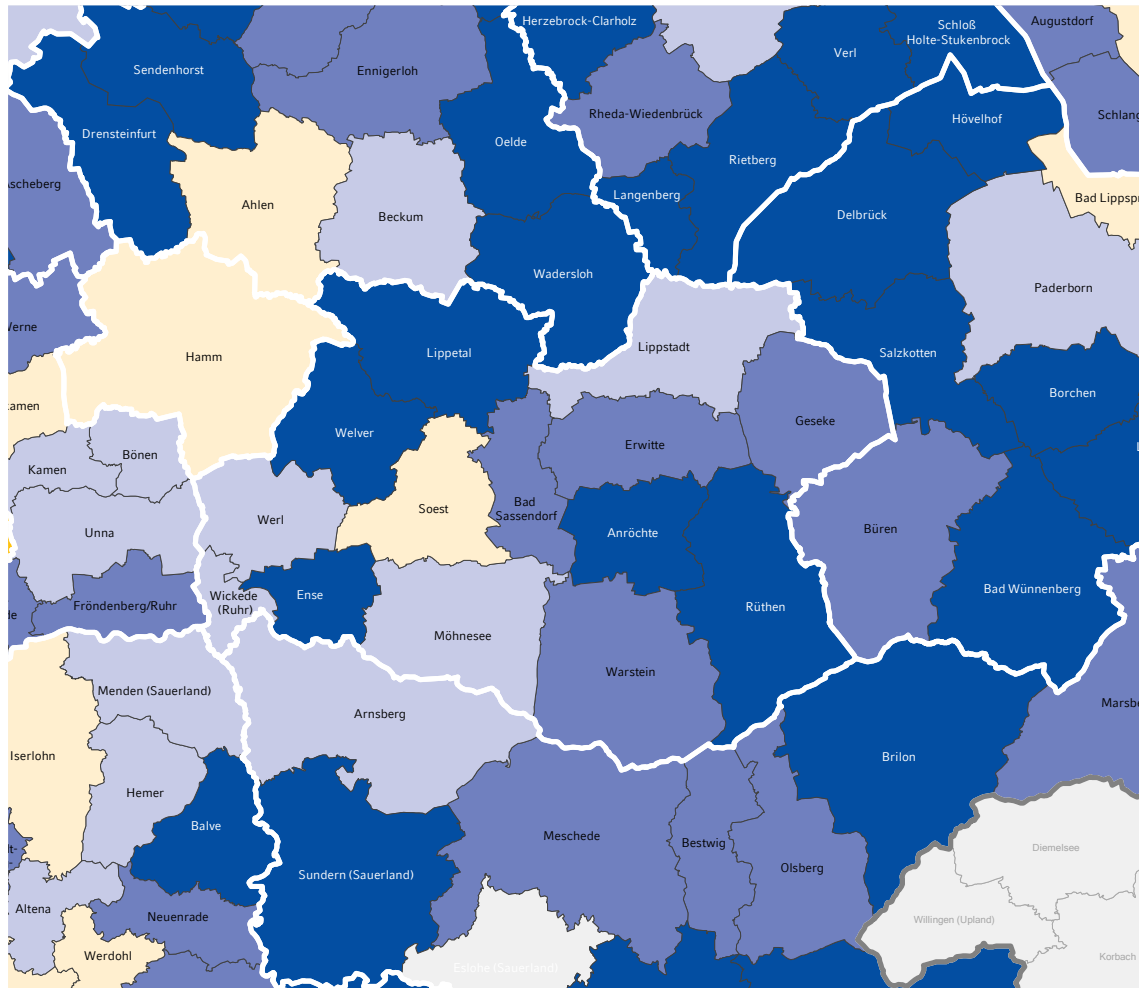 Herzebrock-Clarholz
Schloß
Holte-Stukenbrock
Augustdorf
Verl
Sendenhorst
Ennigerloh
Rheda-Wiedenbrück
Schlang
Hövelhof
Drensteinfurt
Oelde
Rietberg
Ascheberg
Langenberg
Bad Lippspr
Ahlen
Beckum
Delbrück
Wadersloh
Paderborn
Werne
Hamm
Lippetal
Lippstadt
Salzkotten
Borchen
kamen
Geseke
Welver
Erwitte
Bönen
Kamen
Bad
Sassendorf
Soest
Werl
Unna
Anröchte
Büren
Bad Wünnenberg
Ense
Wickede
(Ruhr)
Fröndenberg/Ruhr
de
Rüthen
Möhnesee
Warstein
Menden (Sauerland)
Arnsberg
Marsbe
Iserlohn
Brilon
Hemer
Balve
Meschede
Bestwig
Diemelsee
Olsberg
Sundern (Sauerland)
Altena
Neuenrade
Willingen (Upland)
Werdohl
Korbach
Eslohe (Sauerland)